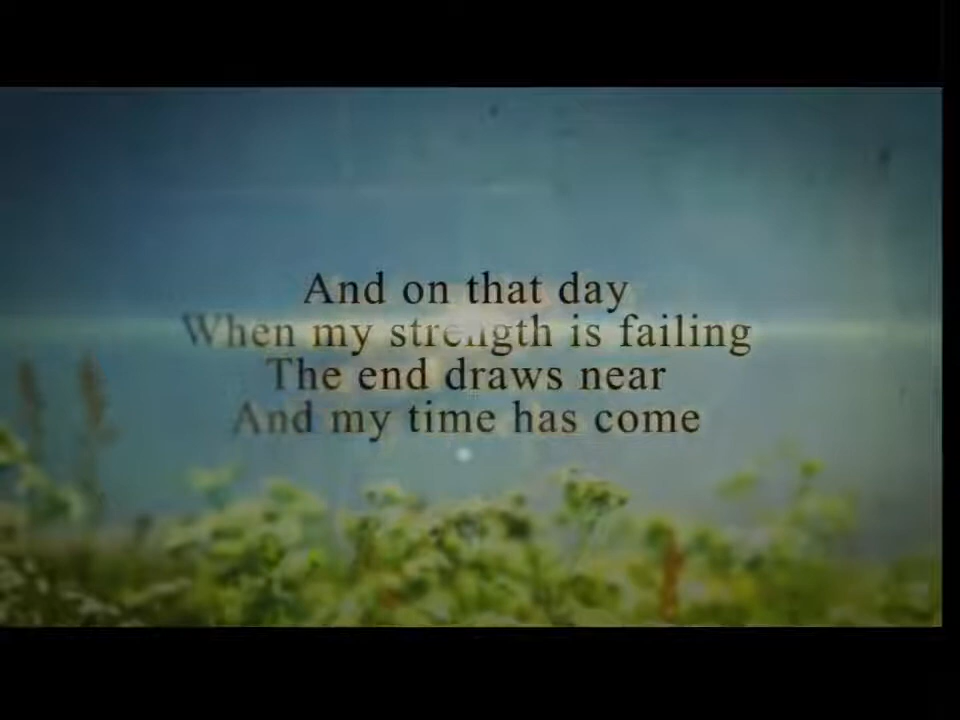 And on that day
When my strength is failing
The end draws near
And my time has come